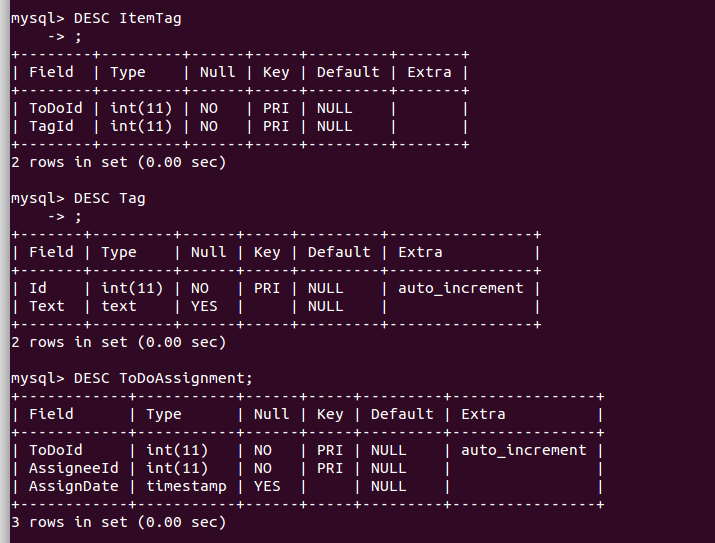 mysql> DESC ItemTag
    -> ;
+--------+---------+------+-----+---------+-------+
| Field  | Type    | Null | Key | Default | Extra |
+--------+---------+------+-----+---------+-------+
| ToDoId | int(11) | NO   | PRI | NULL    |       |
| TagId  | int(11) | NO   | PRI | NULL    |       |
+--------+---------+------+-----+---------+-------+
2 rows in set (0.00 sec)

mysql> DESC Tag
    -> ;
+-------+---------+------+-----+---------+----------------+
| Field | Type    | Null | Key | Default | Extra          |
+-------+---------+------+-----+---------+----------------+
| Id    | int(11) | NO   | PRI | NULL    | auto_increment |
| Text  | text    | YES  |     | NULL    |                |
+-------+---------+------+-----+---------+----------------+
2 rows in set (0.00 sec)

mysql> DESC ToDoAssignment;
+------------+-----------+------+-----+---------+----------------+
| Field      | Type      | Null | Key | Default | Extra          |
+------------+-----------+------+-----+---------+----------------+
| ToDoId     | int(11)   | NO   | PRI | NULL    | auto_increment |
| AssigneeId | int(11)   | NO   | PRI | NULL    |                |
| AssignDate | timestamp | YES  |     | NULL    |                |
+------------+-----------+------+-----+---------+----------------+
3 rows in set (0.00 sec)